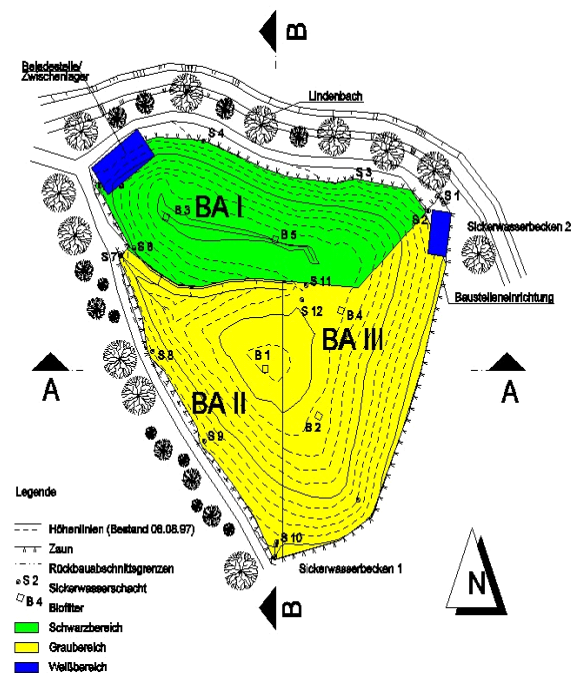 B
Beladestelle/
Zwischenlager
Lindenbach
S 4
S 3
S 1
B 2
Sickerwasserbecken 2
BA I
B 3
B 5
S 7
S 6
S 11
S 12
B 4
Baustelleneinrichtung
BA III
A
S 8
B 1
A
BA II
B 2
S 9
S 10
Sickerwasserbecken 1
B
N
Legende
Höhenlinien (Bestand 06.08.97)
Zaun
Rückbauabschnittsgrenzen
S 2
Sickerwasserschacht
B 4
Biofilter
Schwarzbereich
Graubereich
Weißbereich